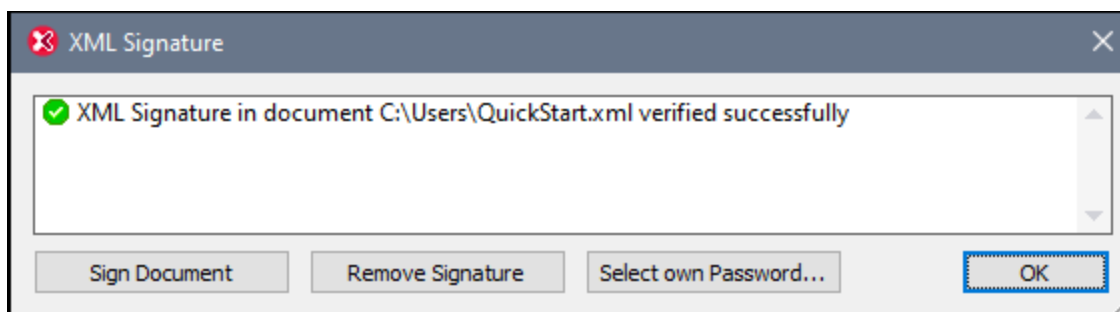 XML Signature
XML Signature in document C:\Users\QuickStart.xml verified successfully
Sign Document
Remove Signature
Select own Password...
OK